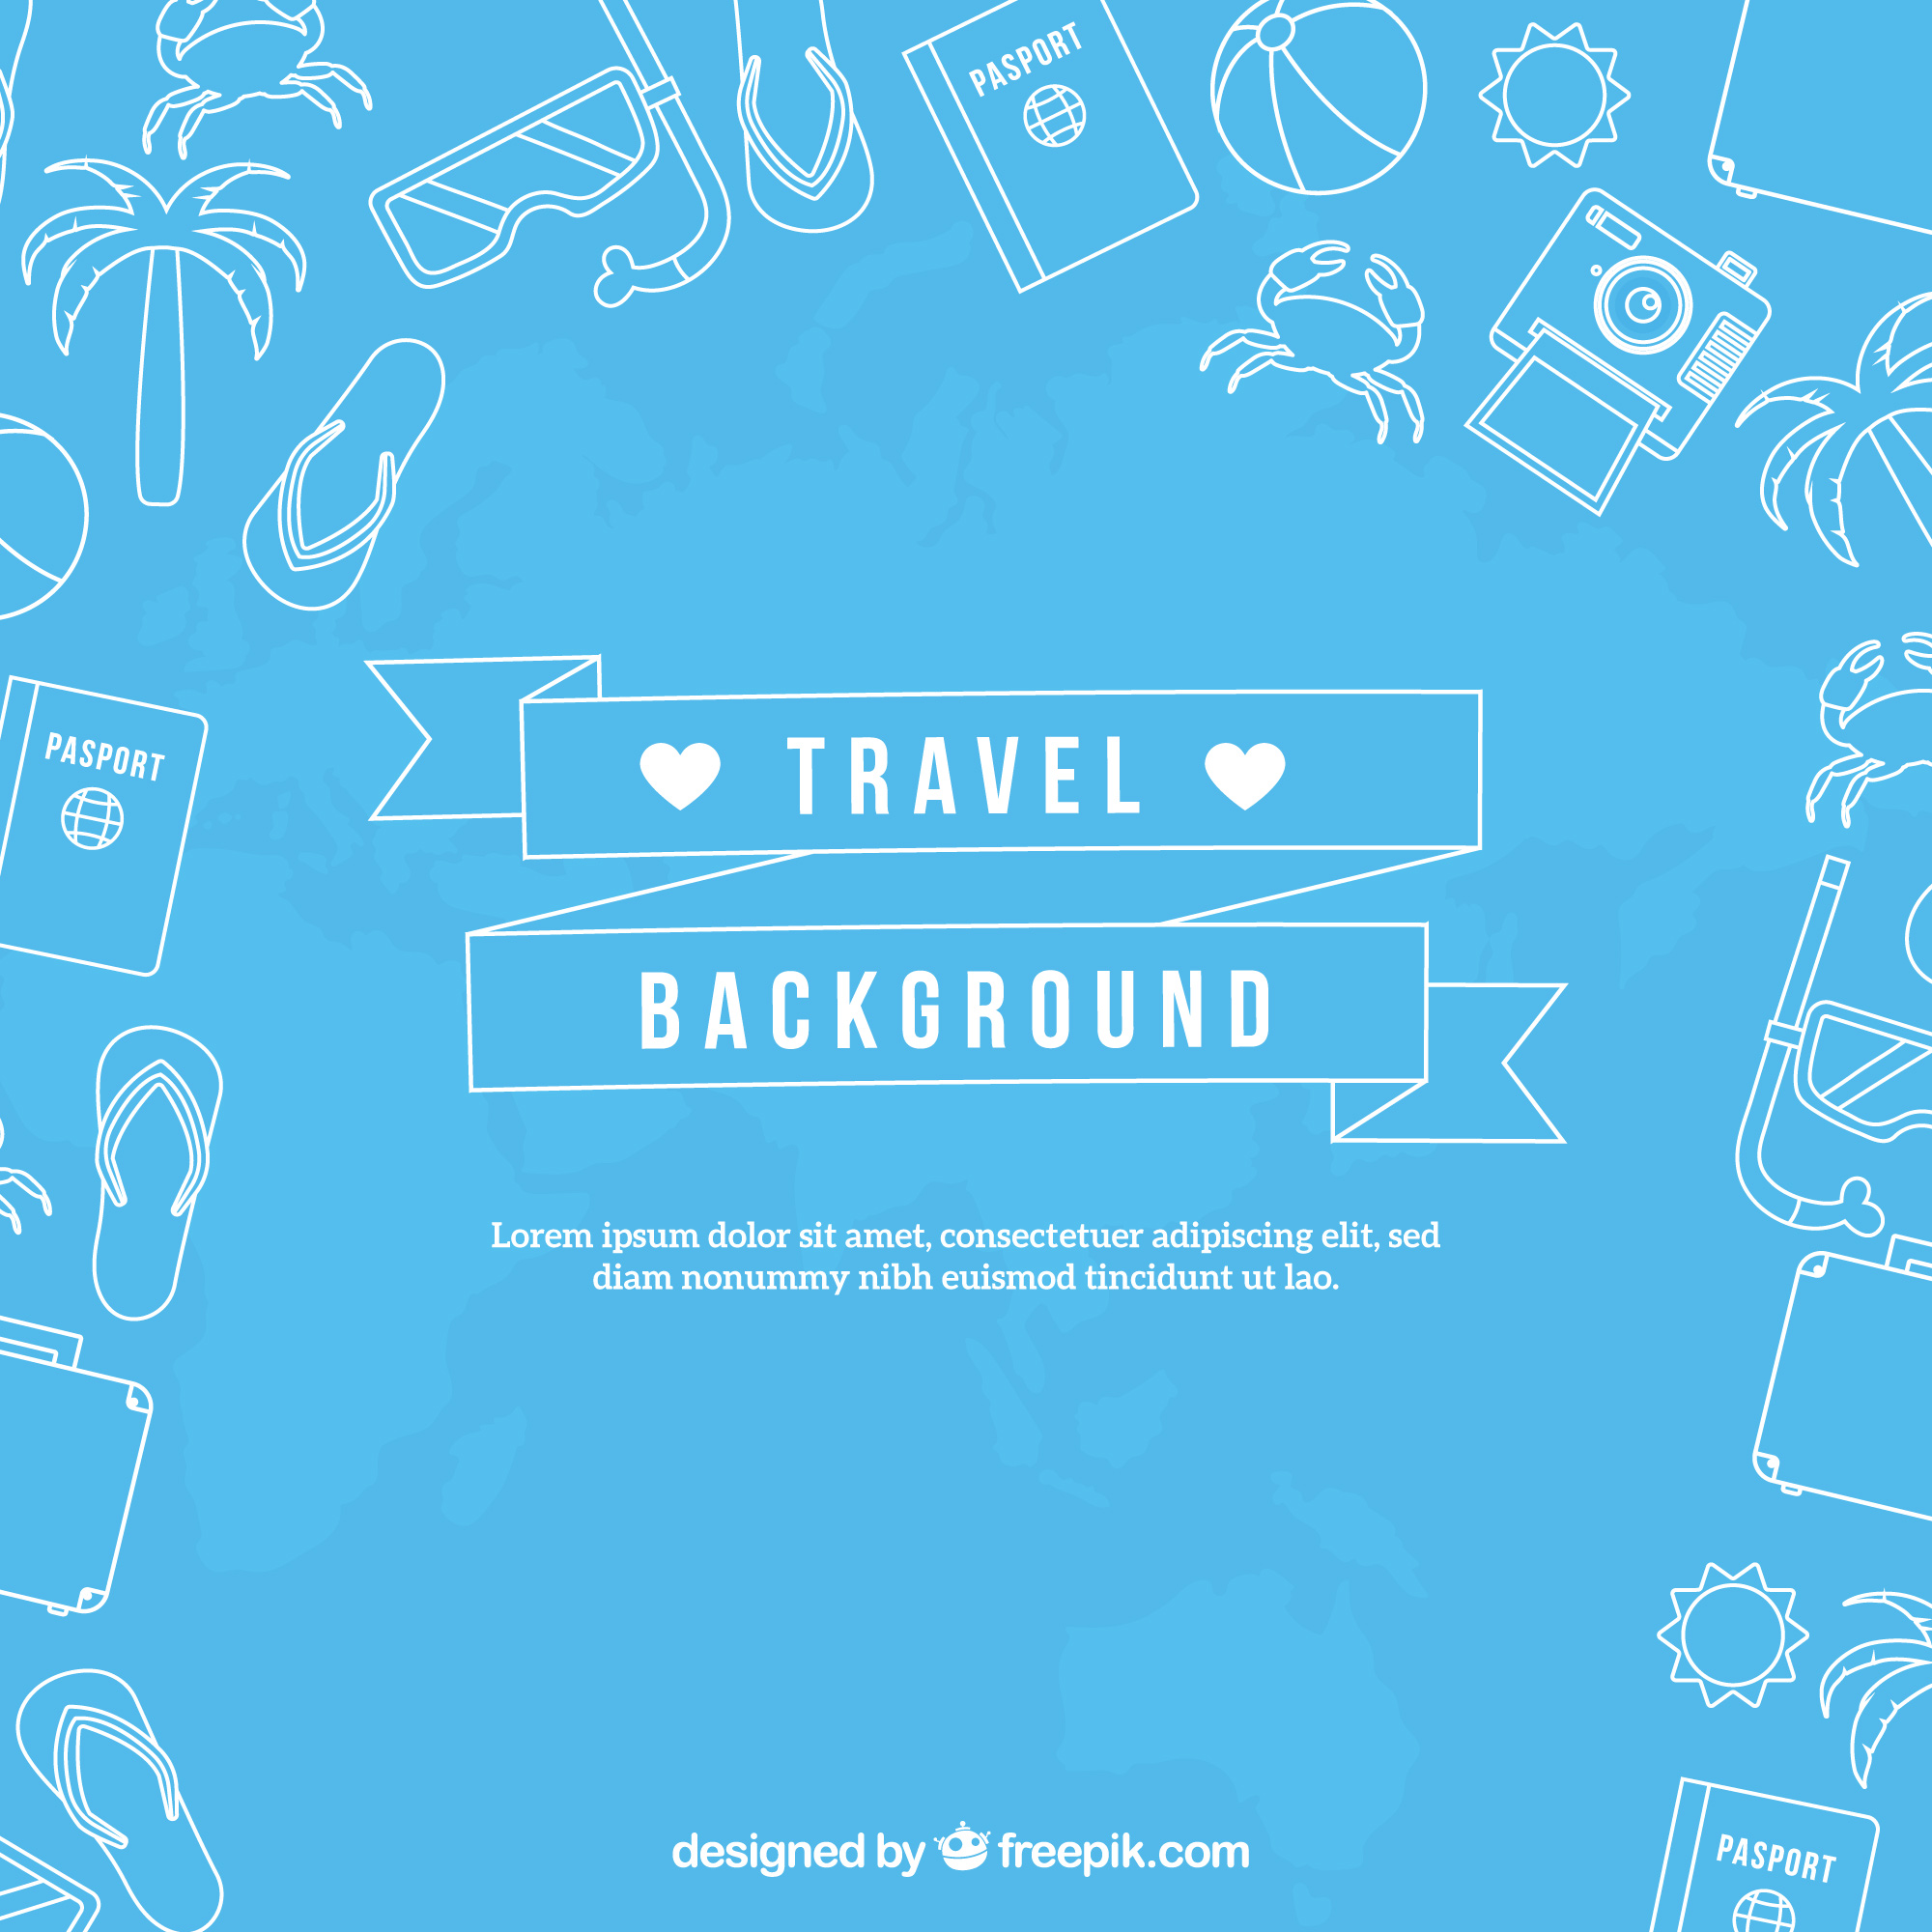 PASPORT
PASPORT
TRAVEL
BACKGROUND
Lorem ipsum dolor sit amet, consectetuer adipiscing elit, sed
diam nonummy nibh euismod tincidunt ut lao.
designed by freepik.com
PASPORT